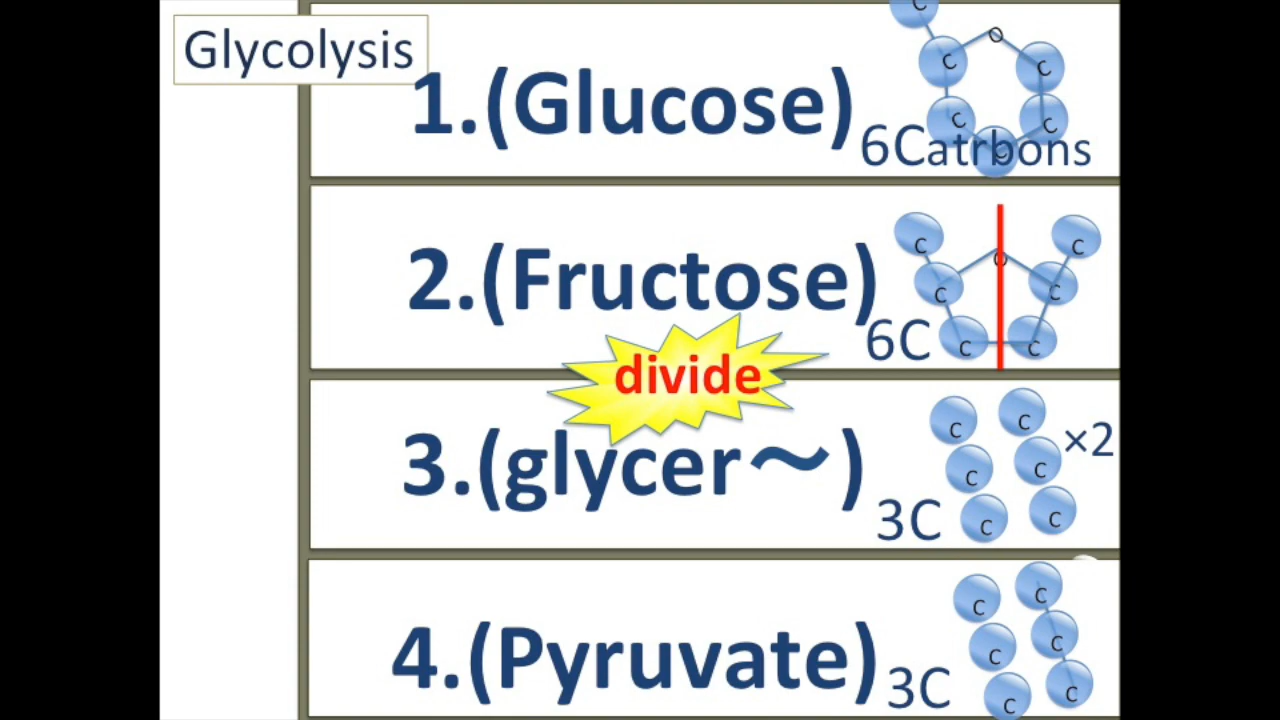 Glycolysis
1.(Glucose)
C
O
C
C
C
C
C
6Catrbons
2.(Fructose)
C
C
O
C
C
C
C
6C
divide
3.(glycer～)
C
C
×2
C
C
C
C
3C
4.(Pyruvate)
C
C
C
C
C
C
3C